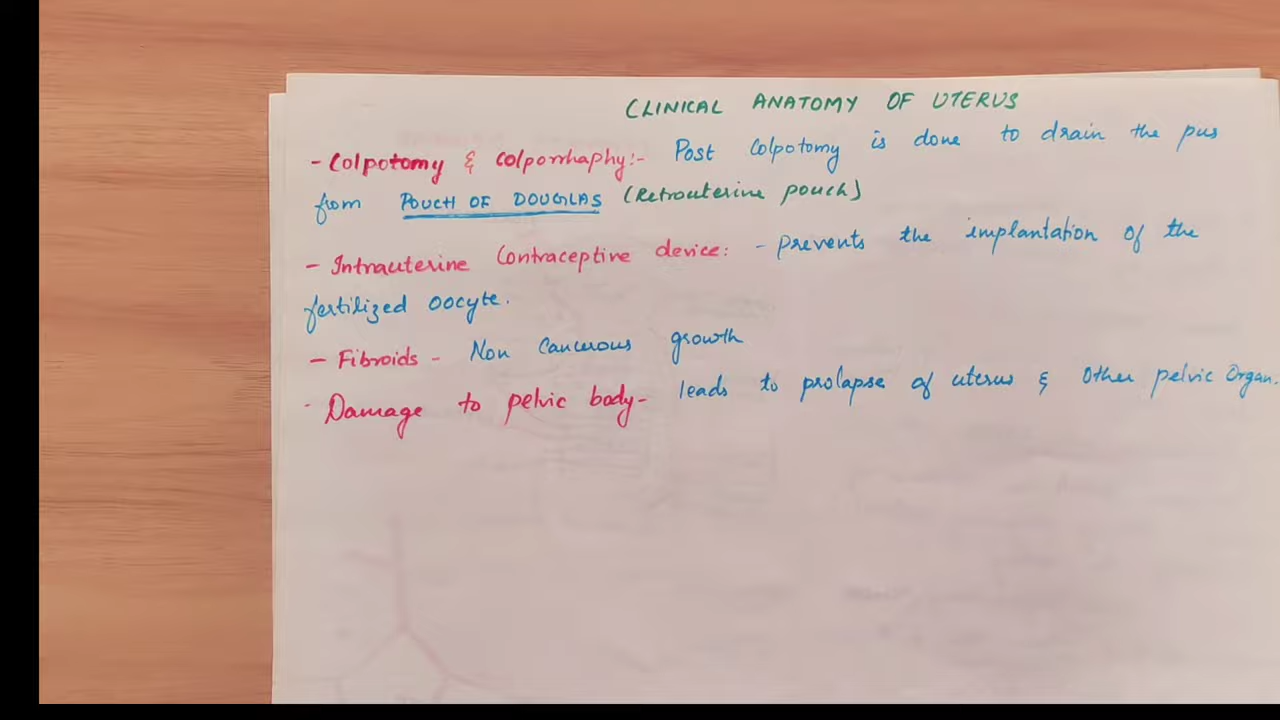 CLINICAL ANATOMY OF UTERUS
- Colpotomy & colporrhaphy:- Post Colpotomy is done to drain the pus
from POUCH OF DOUGLAS (Retrouterine pouch)
- Intrauterine Contraceptive device: - prevents the implantation of the
fertilized oocyte.
- Fibroids - Non Cancerous growth
- Damage to pelvic body- leads to prolapse of uterus & Other pelvic Organ.